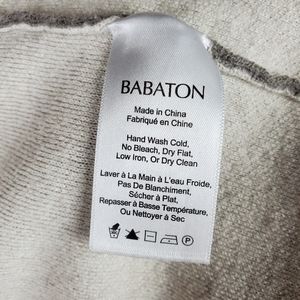 BABATON
Made in China
Fabriqué en Chine
Hand Wash Cold,
No Bleach, Dry Flat,
Low Iron, Or Dry Clean
Laver à La Main à L'eau Froide,
Pas De Blanchiment,
Sécher à Plat,
Repasser à Basse Température,
Ou Nettoyer à Sec
P